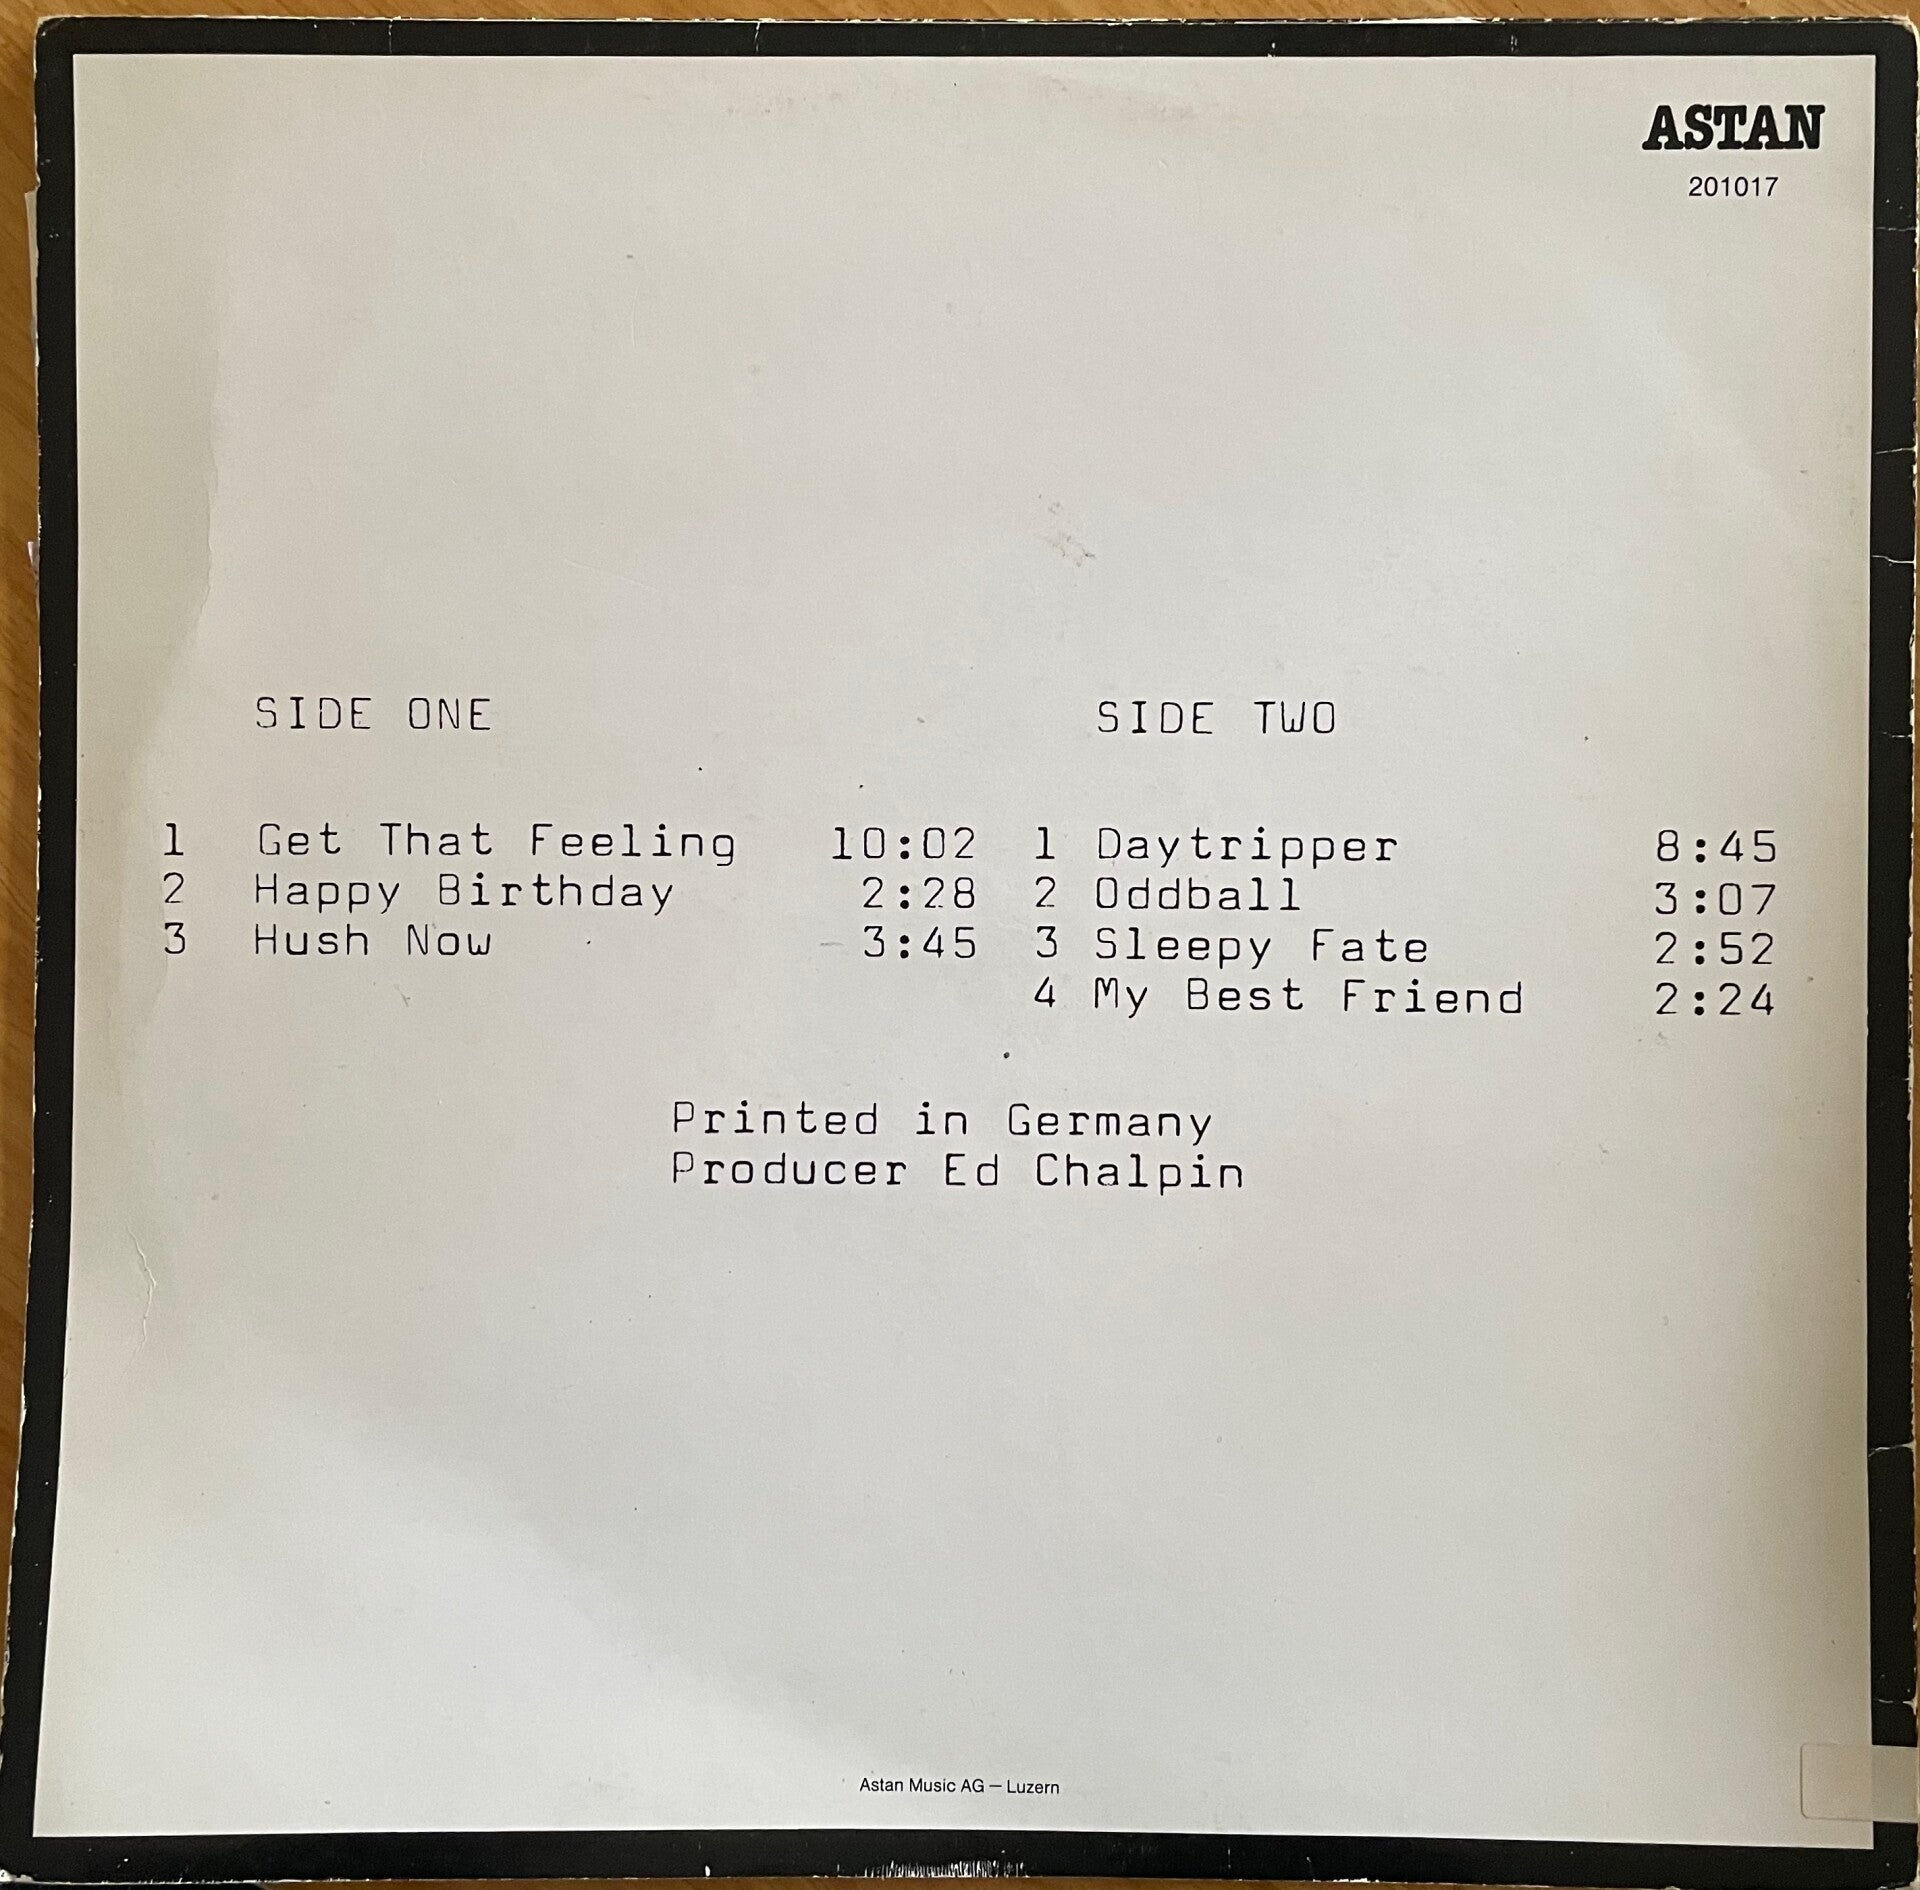 ASTAN
201017
SIDE ONE
1 Get That Feeling 10:02
2 Happy Birthday 2:28
3 Hush Now 3:45
SIDE TWO
1 Daytripper 8:45
2 Oddball 3:07
3 Sleepy Fate 2:52
4 My Best Friend 2:24
Printed in Germany
Producer Ed Chalpin
Astan Music AG – Luzern